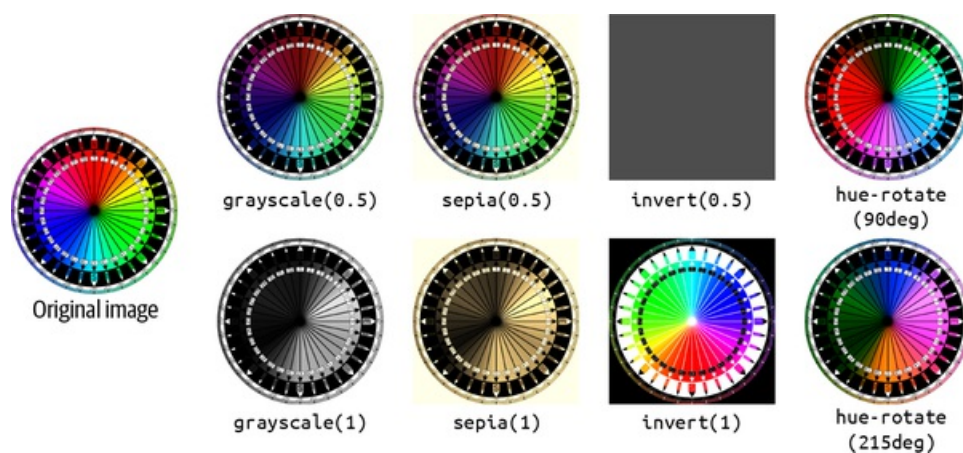 Original image
grayscale(0.5)
sepia(0.5)
invert(0.5)
hue-rotate
(90deg)
grayscale(1)
sepia(1)
invert(1)
hue-rotate
(215deg)